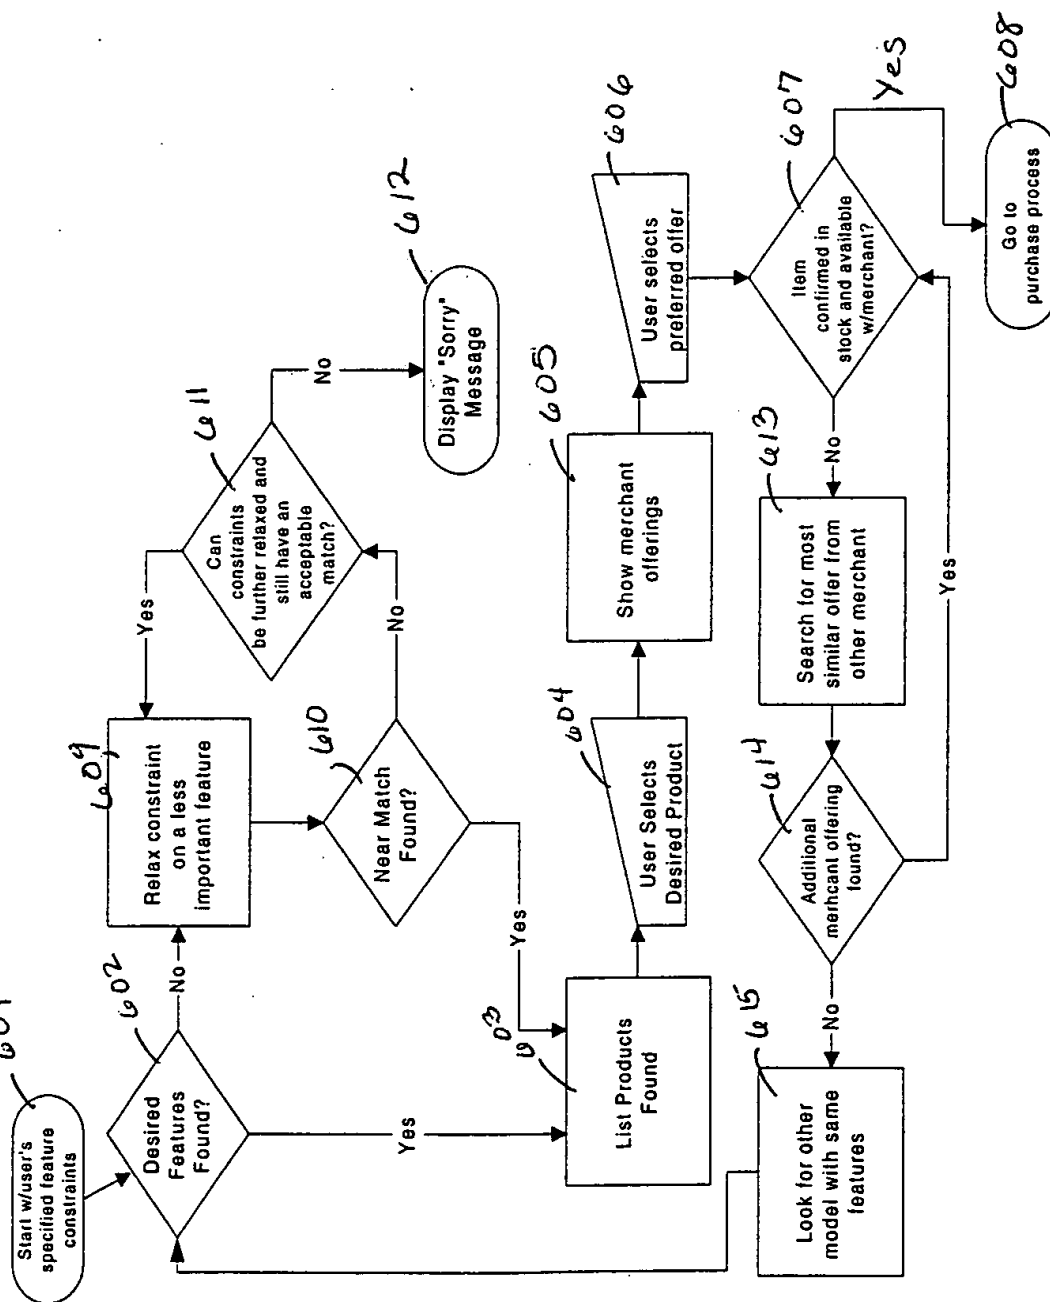 601
Start w/user's
specified feature
constraints
602
Desired
Features
Found?
No
Yes
609
Relax constraint
on a less
important feature
610
Near Match
Found?
Yes
No
611
Can
constraints
be further relaxed and
still have an
acceptable
match?
Yes
No
612
Display "Sorry"
Message
603
List Products
Found
604
User Selects
Desired Product
605
Show merchant
offerings
606
User selects
preferred offer
607
Item
confirmed in
stock and available
w/merchant?
Yes
No
608
Go to
purchase process
613
Search for most
similar offer from
other merchant
614
Additional
merhcant offering
found?
Yes
No
615
Look for other
model with same
features